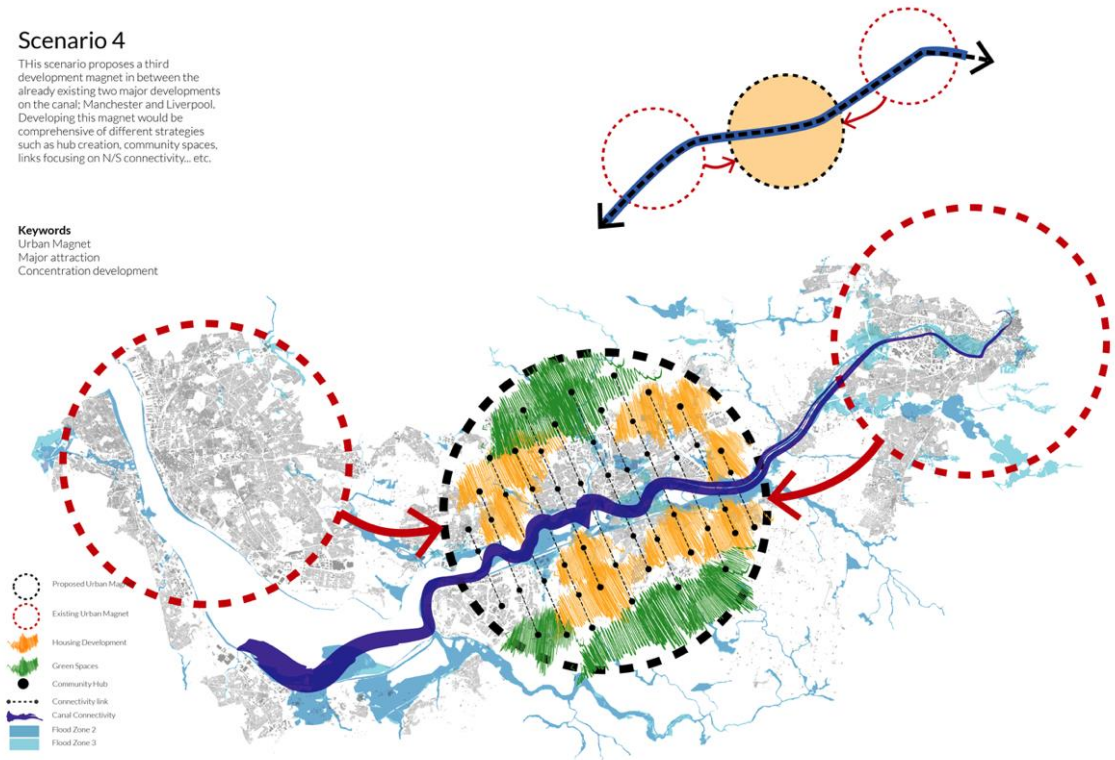 Scenario 4
THis scenario proposes a third
development magnet in between the
already existing two major developments
on the canal; Manchester and Liverpool.
Developing this magnet would be
comprehensive of different strategies
such as hub creation, community spaces,
links focusing on N/S connectivity... etc.
Keywords
Urban Magnet
Major attraction
Concentration development
Proposed Urban Mag
Existing Urban Magnet
Housing Development
Green Spaces
Community Hub
Connectivity link
Canal Connectivity
Flood Zone 2
Flood Zone 3